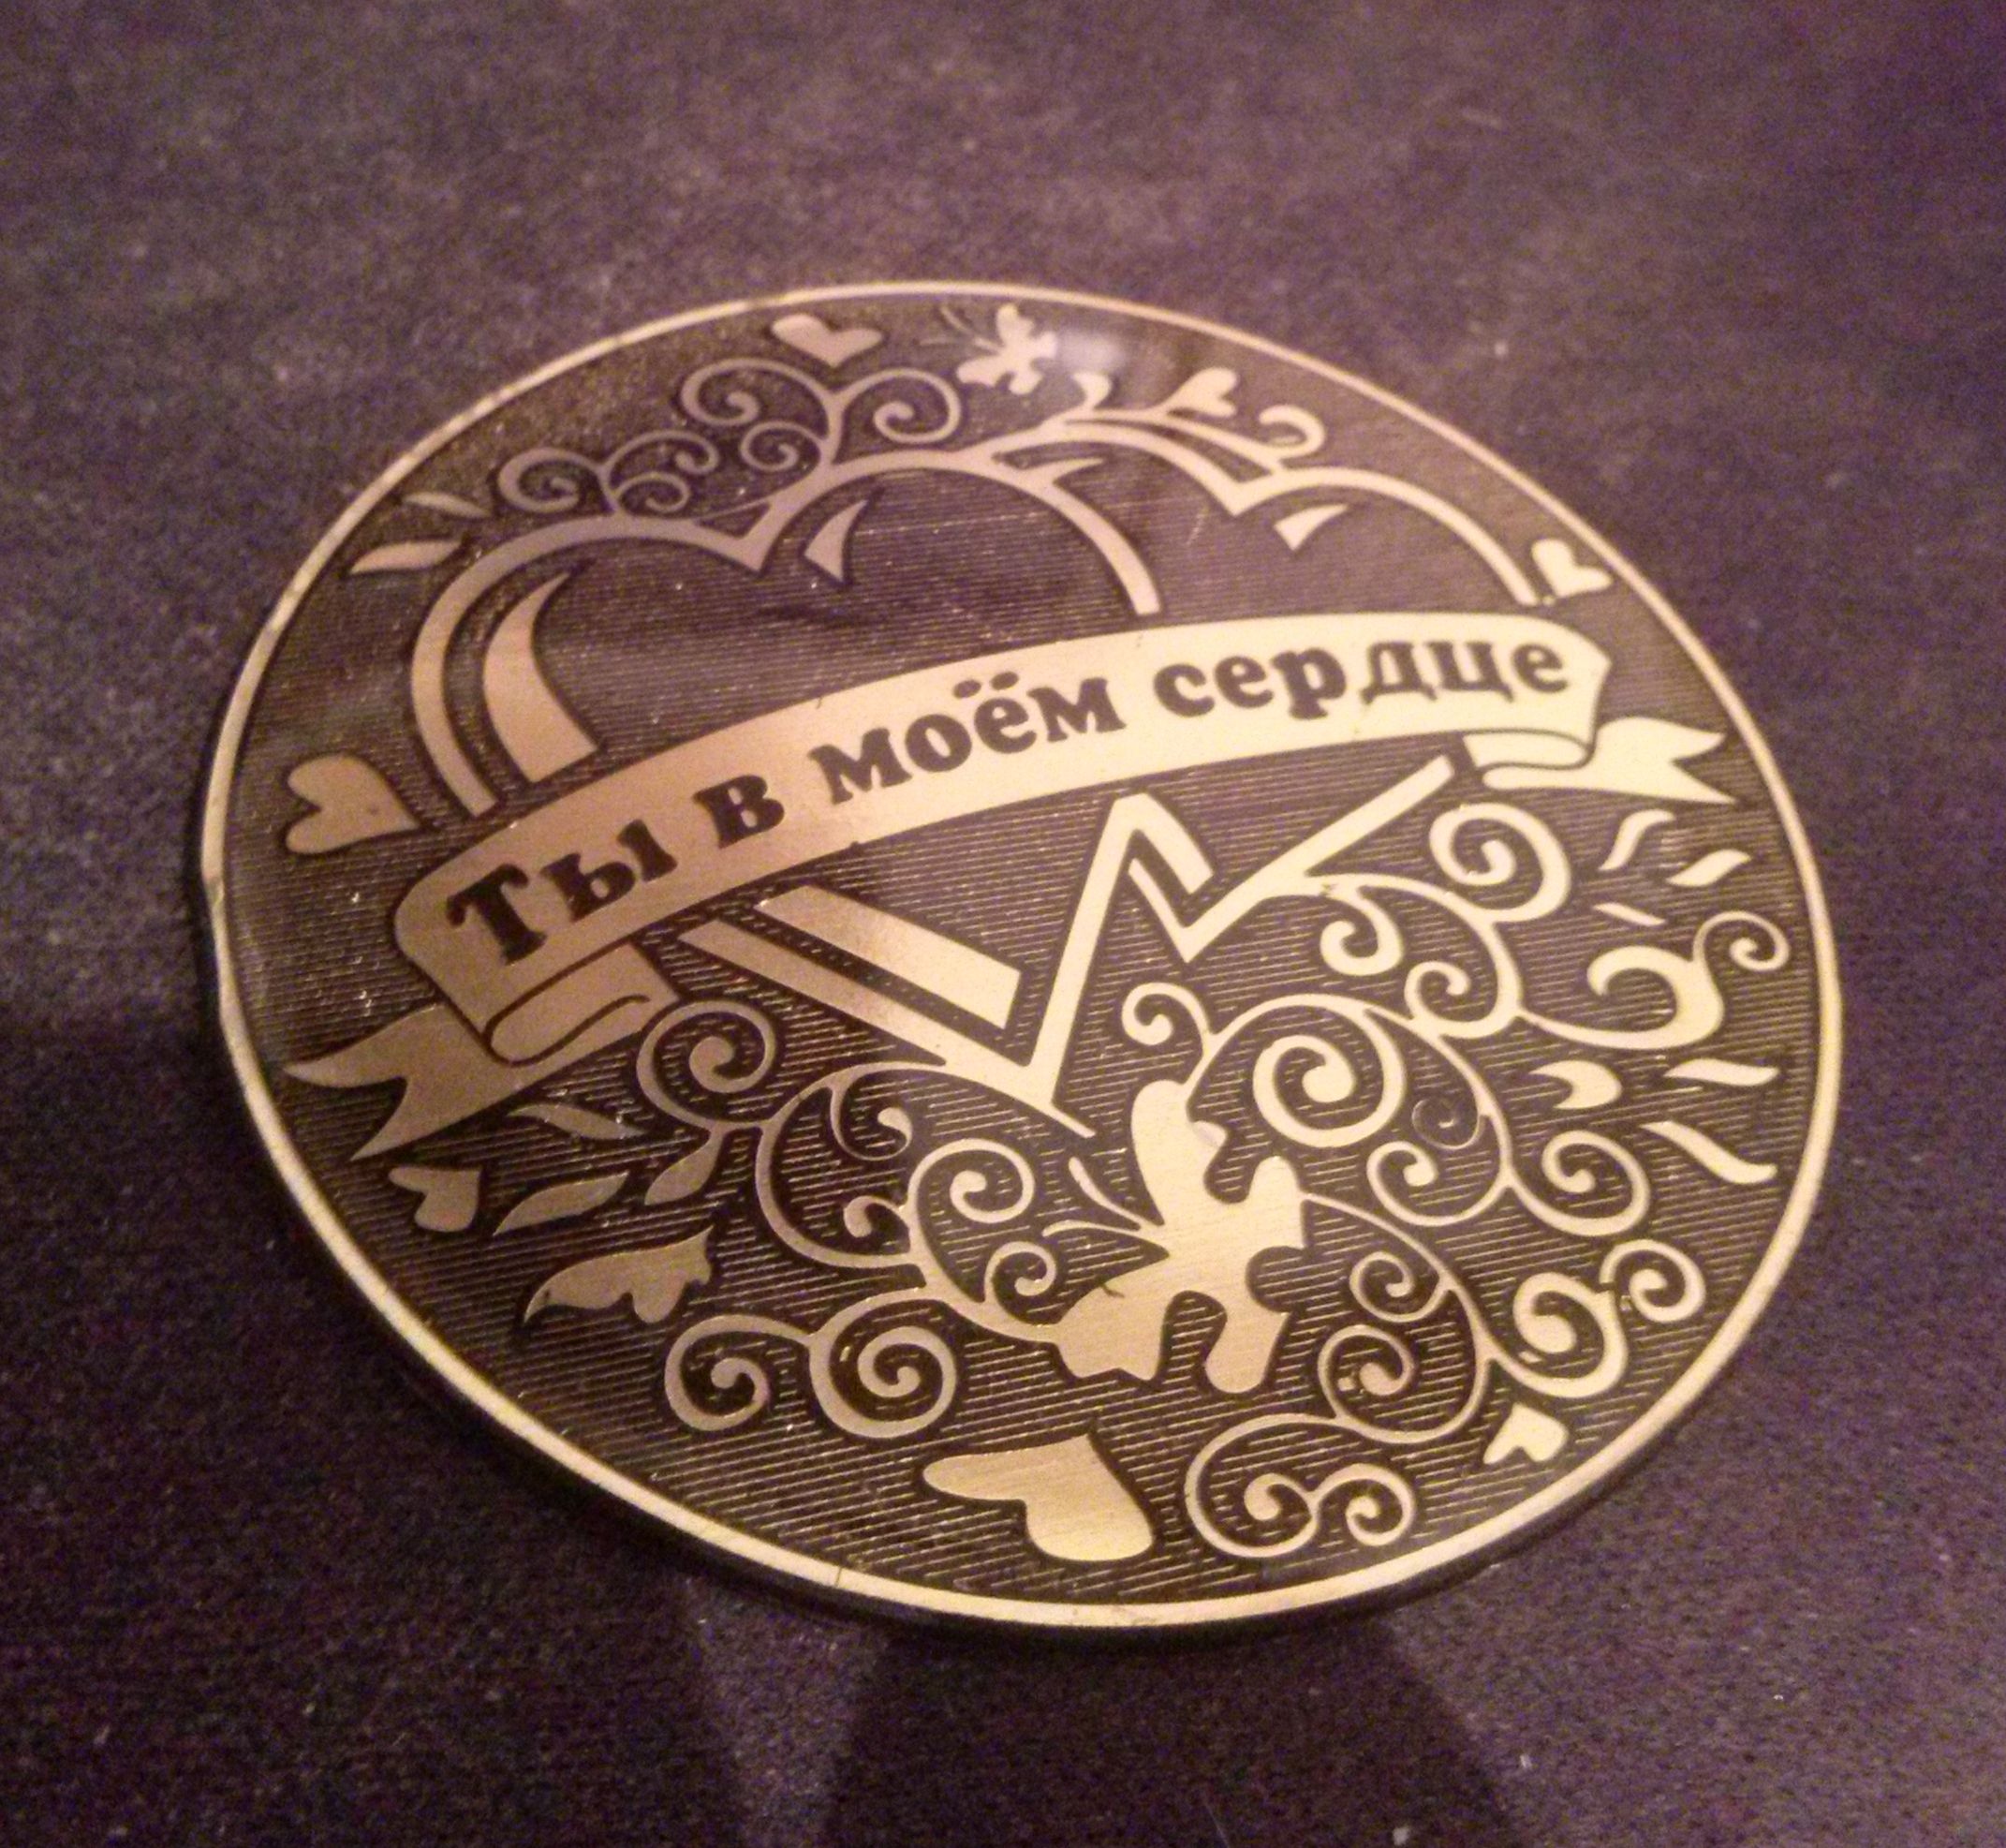 Ты в моём сердце